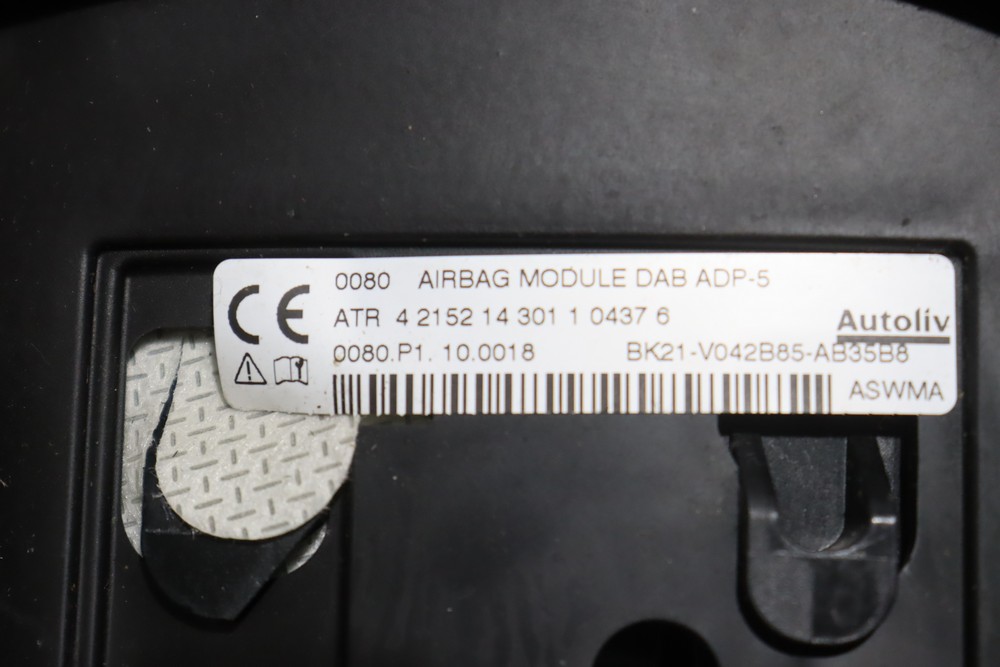 0080 AIRBAG MODULE DAB ADP-5
CE
ATR 4 2152 14 301 1 0437 6
Autoliv
0080.P1. 10.0018 BK21-V042B85-AB35B8
ASWMA